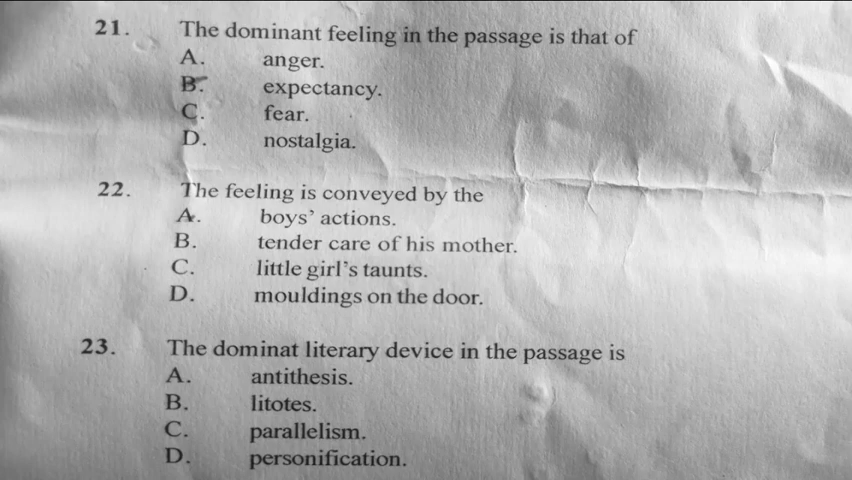 21. The dominant feeling in the passage is that of
A. anger.
B. expectancy.
C. fear.
D. nostalgia.
22. The feeling is conveyed by the
A. boys' actions.
B. tender care of his mother.
C. little girl's taunts.
D. mouldings on the door.
23. The dominat literary device in the passage is
A. antithesis.
B. litotes.
C. parallelism.
D. personification.